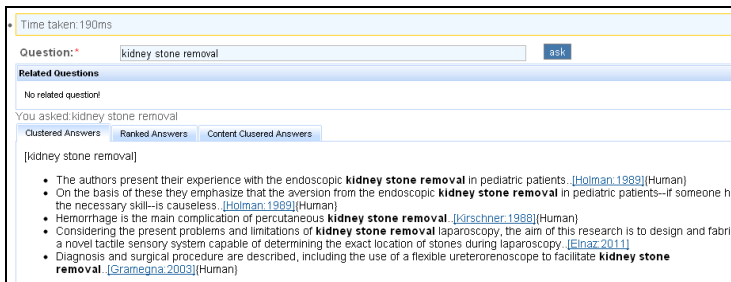 Time taken:190ms
Question:* kidney stone removal ask
Related Questions
No related question!
You asked:kidney stone removal
Clustered Answers Ranked Answers Content Clusered Answers
[kidney stone removal]
• The authors present their experience with the endoscopic kidney stone removal in pediatric patients..[Holman:1989]{Human}
• On the basis of these they emphasize that the aversion from the endoscopic kidney stone removal in pediatric patients--if someone h
the necessary skill--is causeless..[Holman:1989]{Human}
• Hemorrhage is the main complication of percutaneous kidney stone removal..[Kirschner:1988]{Human}
• Considering the present problems and limitations of kidney stone removal laparoscopy, the aim of this research is to design and fabri
a novel tactile sensory system capable of determining the exact location of stones during laparoscopy..[Elnaz:2011]
• Diagnosis and surgical procedure are described, including the use of a flexible ureterorenoscope to facilitate kidney stone
removal..[Gramegna:2003]{Human}